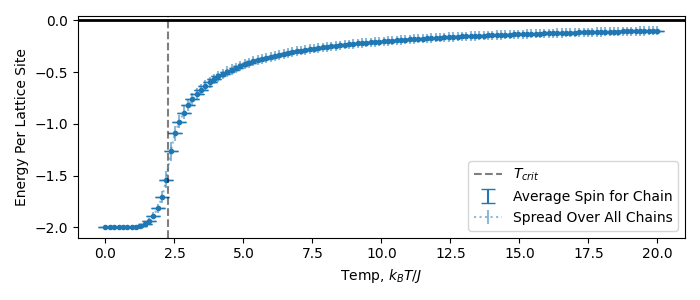 0.0
−0.5
−1.0
−1.5
−2.0
Energy Per Lattice Site
T_crit
Average Spin for Chain
Spread Over All Chains
0.0 2.5 5.0 7.5 10.0 12.5 15.0 17.5 20.0
Temp, k_BT/J